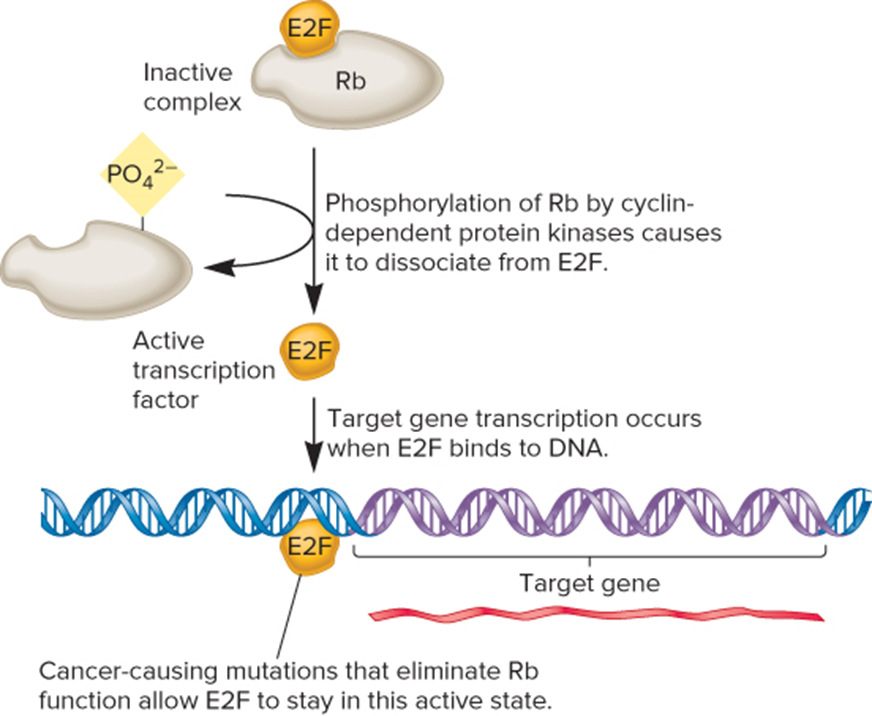 E2F
Rb
Inactive
complex
PO₄²⁻
Phosphorylation of Rb by cyclin-
dependent protein kinases causes
it to dissociate from E2F.
Active
transcription
factor
E2F
Target gene transcription occurs
when E2F binds to DNA.
E2F
Target gene
Cancer-causing mutations that eliminate Rb
function allow E2F to stay in this active state.